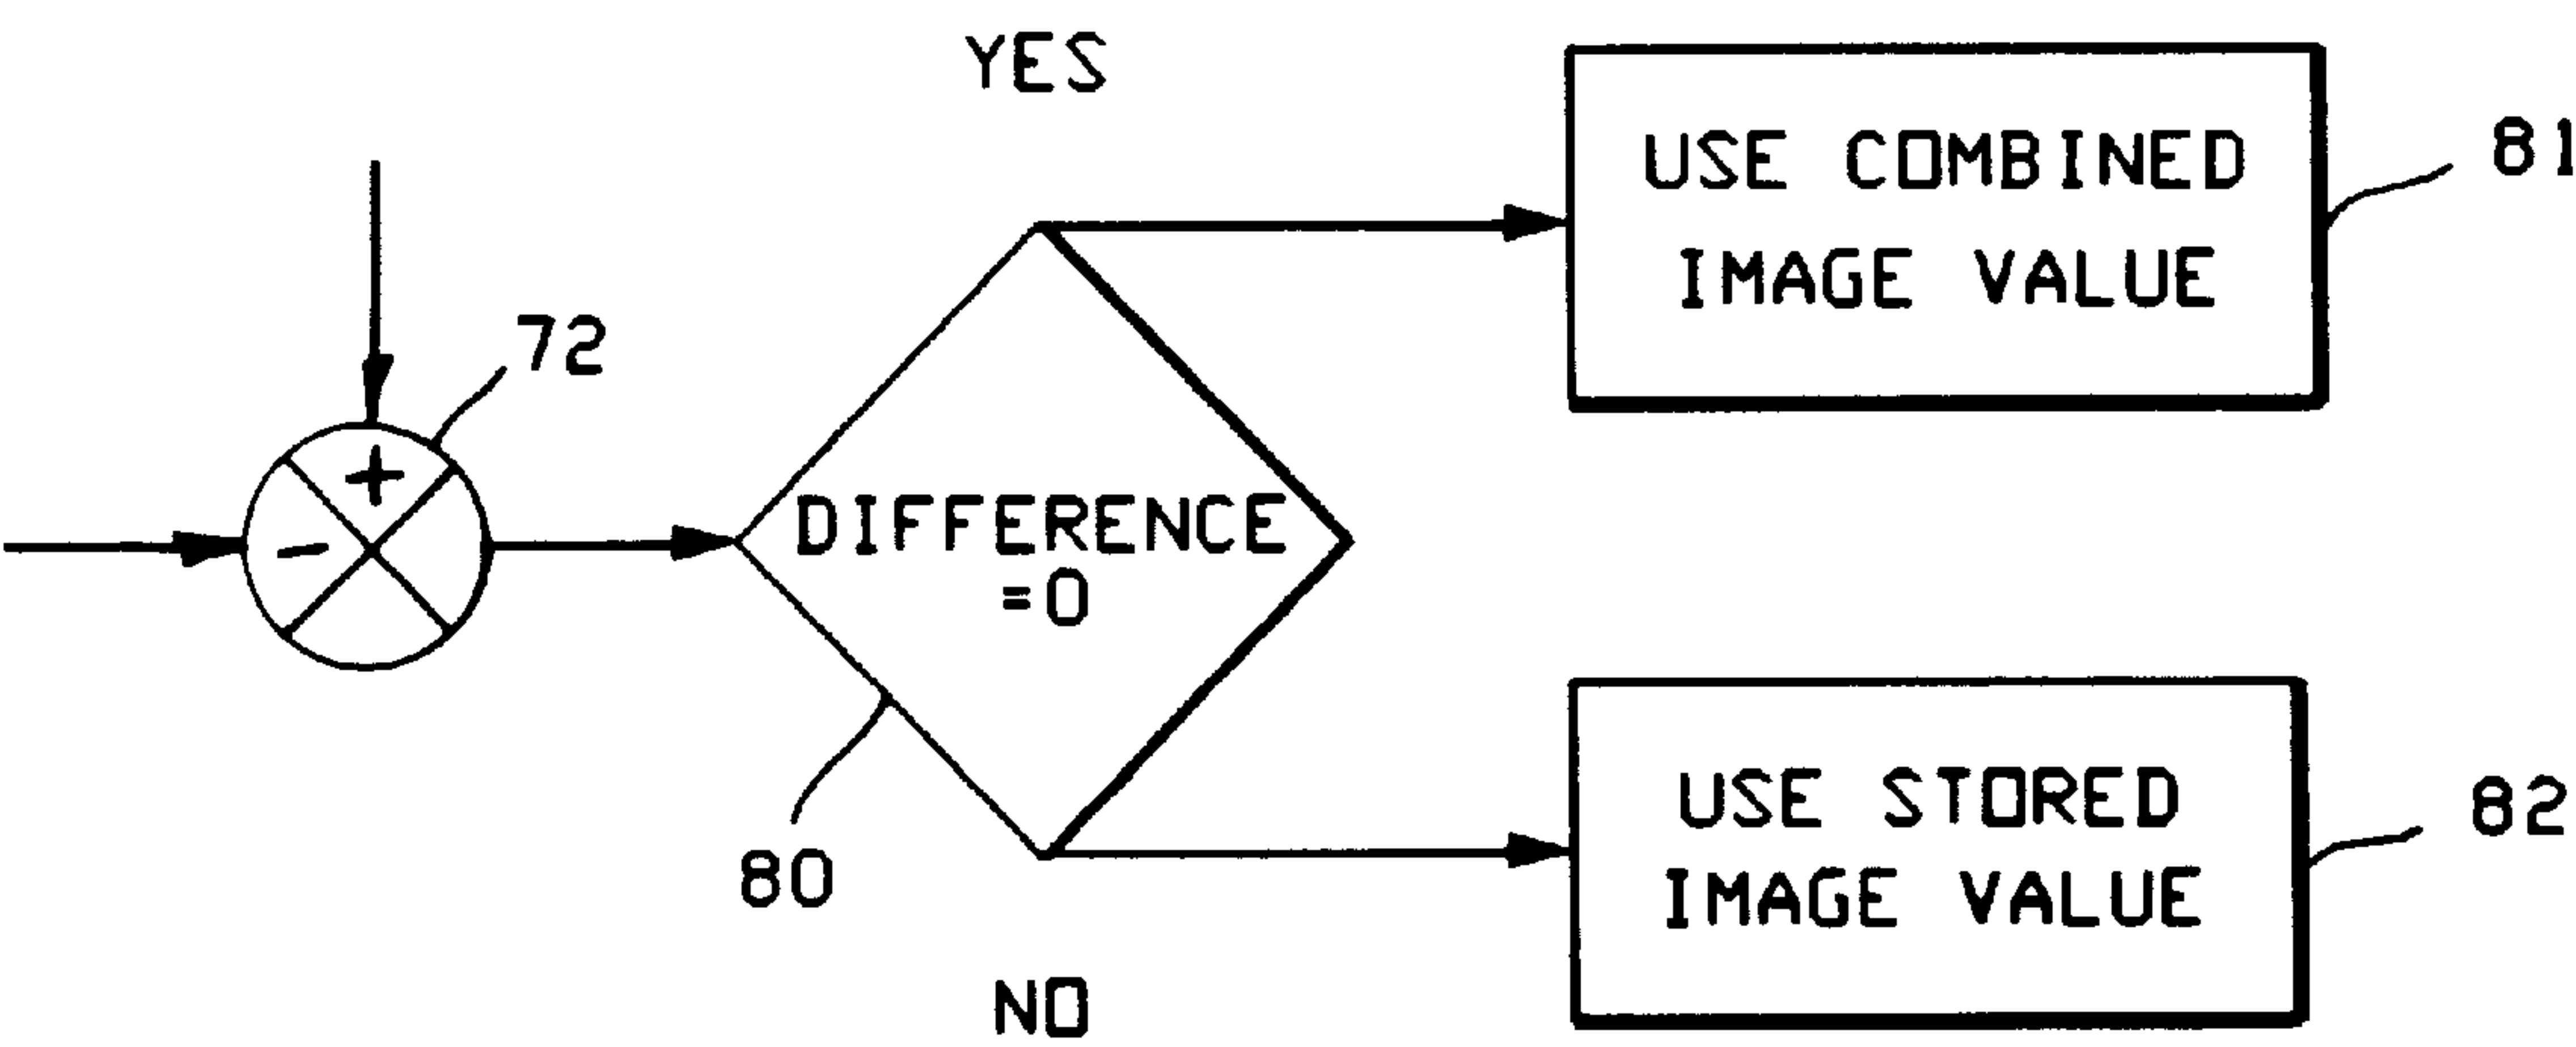 YES
USE COMBINED
IMAGE VALUE
81
72
+
-
DIFFERENCE
=0
80
USE STORED
IMAGE VALUE
82
NO